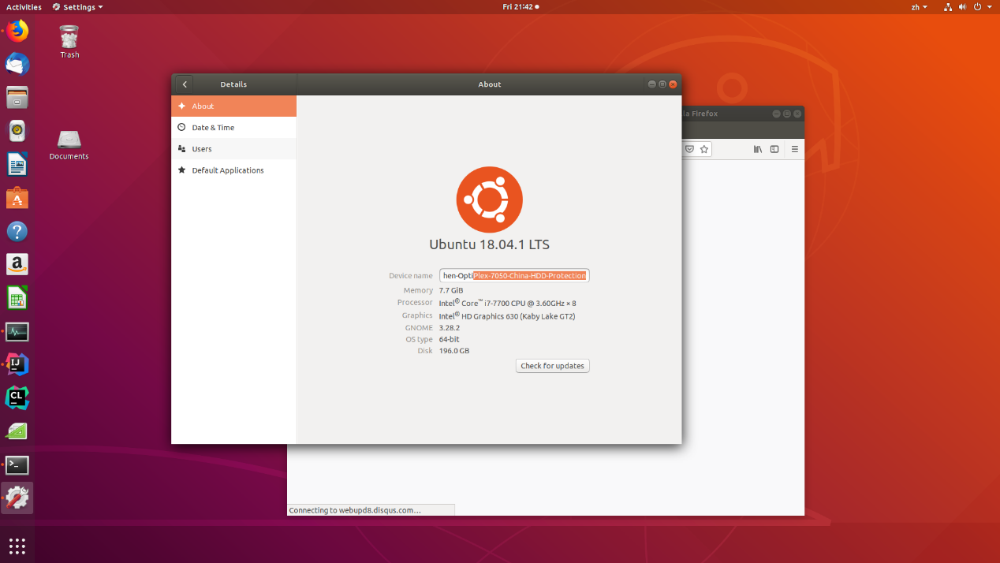 Activities
Settings
Fri 21:42
zh
Trash
Documents
Details
About
About
Date & Time
Users
Default Applications
Firefox
Ubuntu 18.04.1 LTS
Device name hen-OptiPlex-7050-China-HDD-Protection
Memory 7.7 GiB
Processor Intel® Core™ i7-7700 CPU @ 3.60GHz × 8
Graphics Intel® HD Graphics 630 (Kaby Lake GT2)
GNOME 3.28.2
OS type 64-bit
Disk 196.0 GB
Check for updates
Connecting to webupd8.disqus.com…
A
?
a
IJ
CL
>_